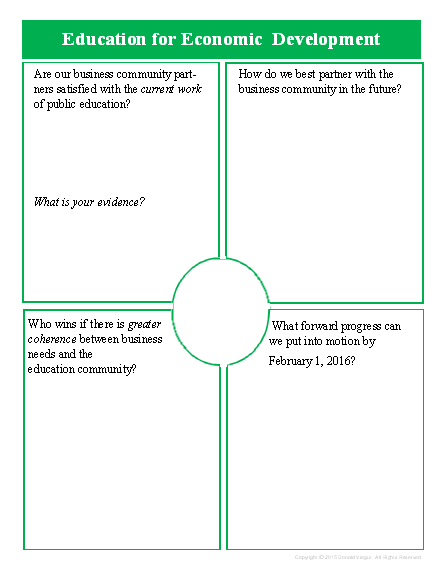 Education for Economic Development
Are our business community part-
ners satisfied with the current work
of public education?
What is your evidence?
How do we best partner with the
business community in the future?
Who wins if there is greater
coherence between business
needs and the
education community?
What forward progress can
we put into motion by
February 1, 2016?
Copyright © 2015 All Rights Reserved